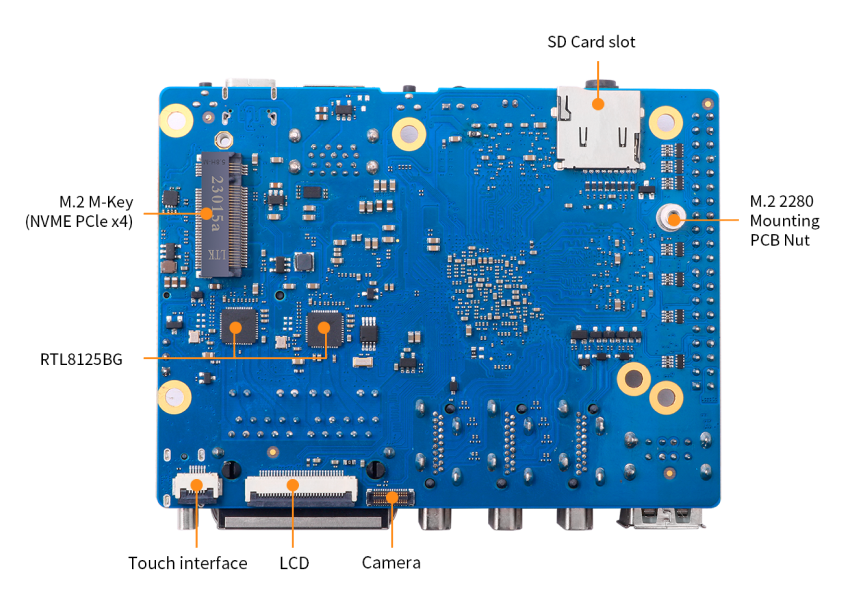 SD Card slot
M.2 M-Key
(NVME PCle x4)
M.2 2280
Mounting
PCB Nut
23015a
LTK
RTL8125BG
Touch interface
LCD
Camera